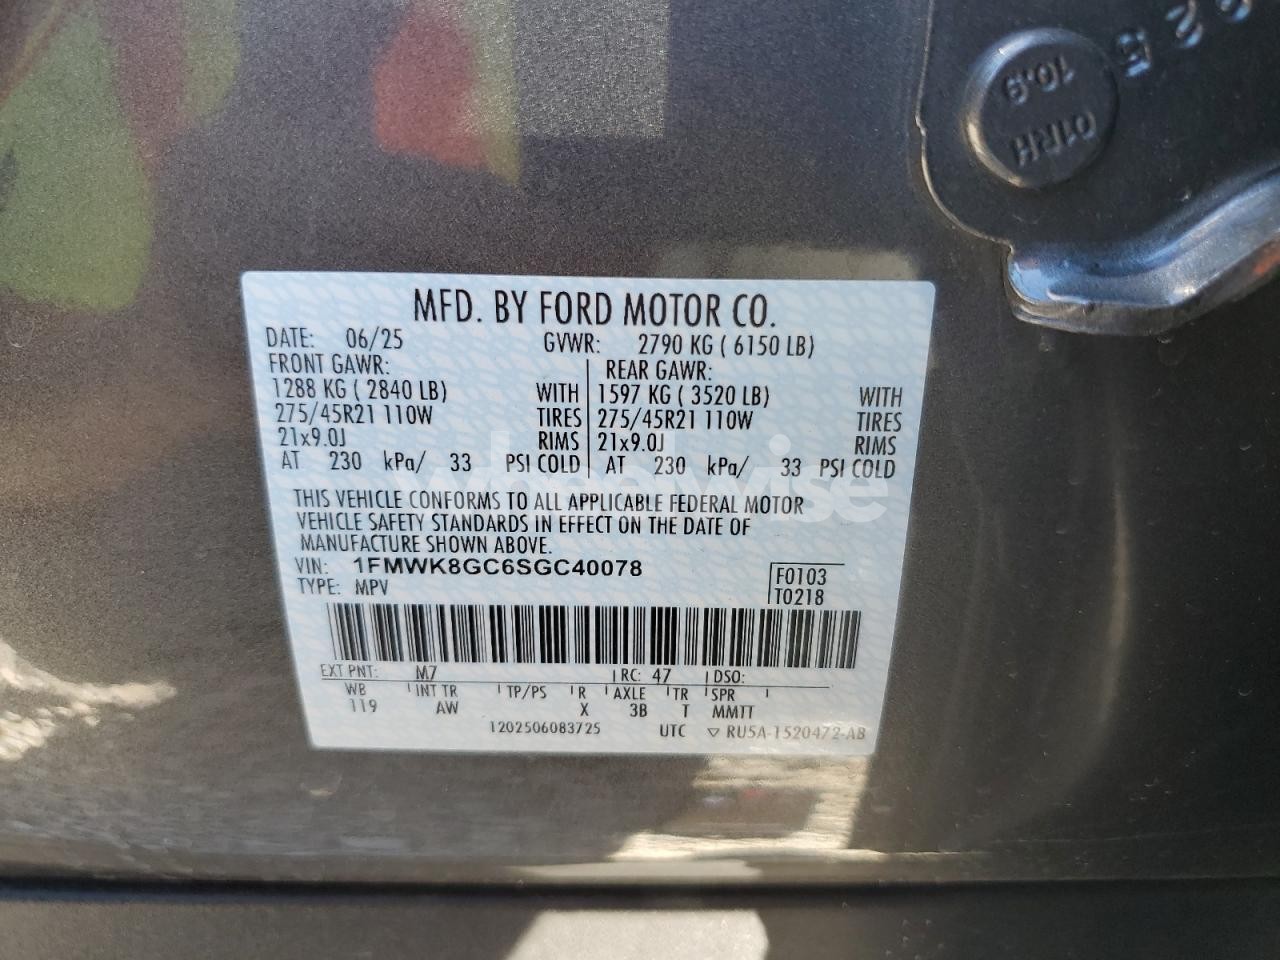 625
10.9
01RH
MFD. BY FORD MOTOR CO.
DATE: 06/25 GVWR: 2790 KG ( 6150 LB)
FRONT GAWR: REAR GAWR:
1288 KG ( 2840 LB) WITH 1597 KG ( 3520 LB) WITH
275/45R21 110W TIRES 275/45R21 110W TIRES
21x9.0J RIMS 21x9.0J RIMS
AT 230 kPa/ 33 PSI COLD AT 230 kPa/ 33 PSI COLD
wheelwise
THIS VEHICLE CONFORMS TO ALL APPLICABLE FEDERAL MOTOR
VEHICLE SAFETY STANDARDS IN EFFECT ON THE DATE OF
MANUFACTURE SHOWN ABOVE.
VIN: 1FMWK8GC6SGC40078 F0103
TYPE: MPV T0218
EXT PNT: M7 RC: 47 DSO:
WB INT TR TP/PS R AXLE TR SPR
119 AW X 3B T MMTT
1202506083725 UTC ▽ RU5A-1520472-AB